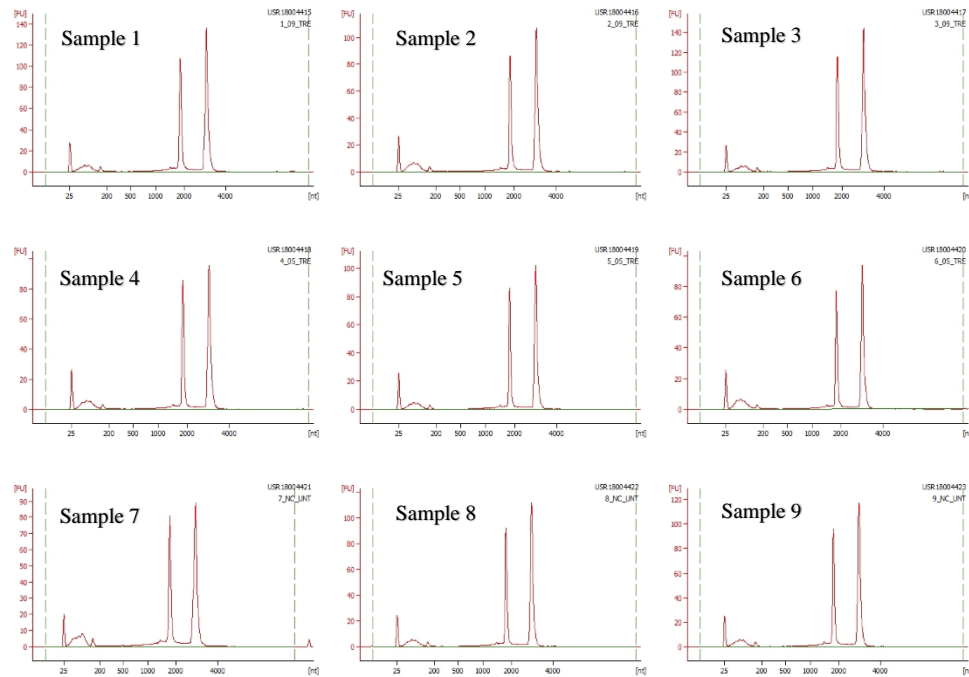 [FU] USR18004415
1_09_TRE
Sample 1
140
120
100
80
60
40
20
0
25 200 500 1000 2000 4000 [nt]
[FU] USR18004416
2_09_TRE
Sample 2
100
80
60
40
20
0
25 200 500 1000 2000 4000 [nt]
[FU] USR18004417
3_09_TRE
Sample 3
140
120
100
80
60
40
20
0
25 200 500 1000 2000 4000 [nt]
[FU] USR18004418
4_05_TRE
Sample 4
80
60
40
20
0
25 200 500 1000 2000 4000 [nt]
[FU] USR18004419
5_05_TRE
Sample 5
100
80
60
40
20
0
25 200 500 1000 2000 4000 [nt]
[FU] USR18004420
6_05_TRE
Sample 6
80
60
40
20
0
25 200 500 1000 2000 4000 [nt]
[FU] USR18004421
7_NC_UNT
Sample 7
90
80
70
60
50
40
30
20
10
0
25 200 500 1000 2000 4000 [nt]
[FU] USR18004422
8_NC_UNT
Sample 8
100
80
60
40
20
0
25 200 500 1000 2000 4000 [nt]
[FU] USR18004423
9_NC_UNT
Sample 9
120
100
80
60
40
20
0
25 200 500 1000 2000 4000 [nt]